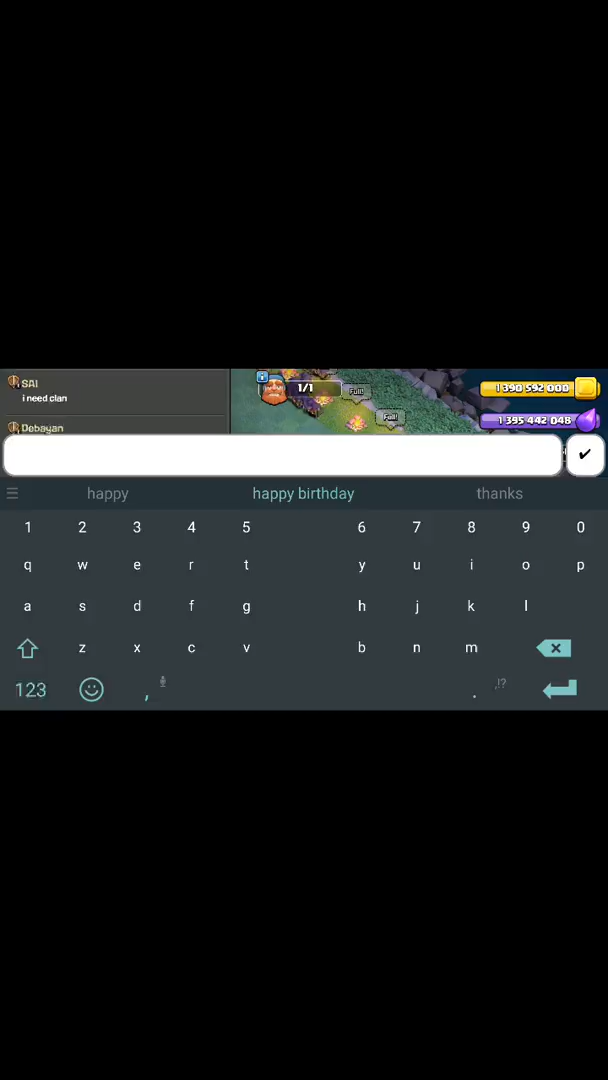 SAI
i need clan
Debayan
1/1
Full!
Full!
1 390 592 000
1 395 442 048
✔
happy happy birthday thanks
1 2 3 4 5 6 7 8 9 0
q w e r t y u i o p
a s d f g h j k l
z x c v b n m
123 , . ,!?